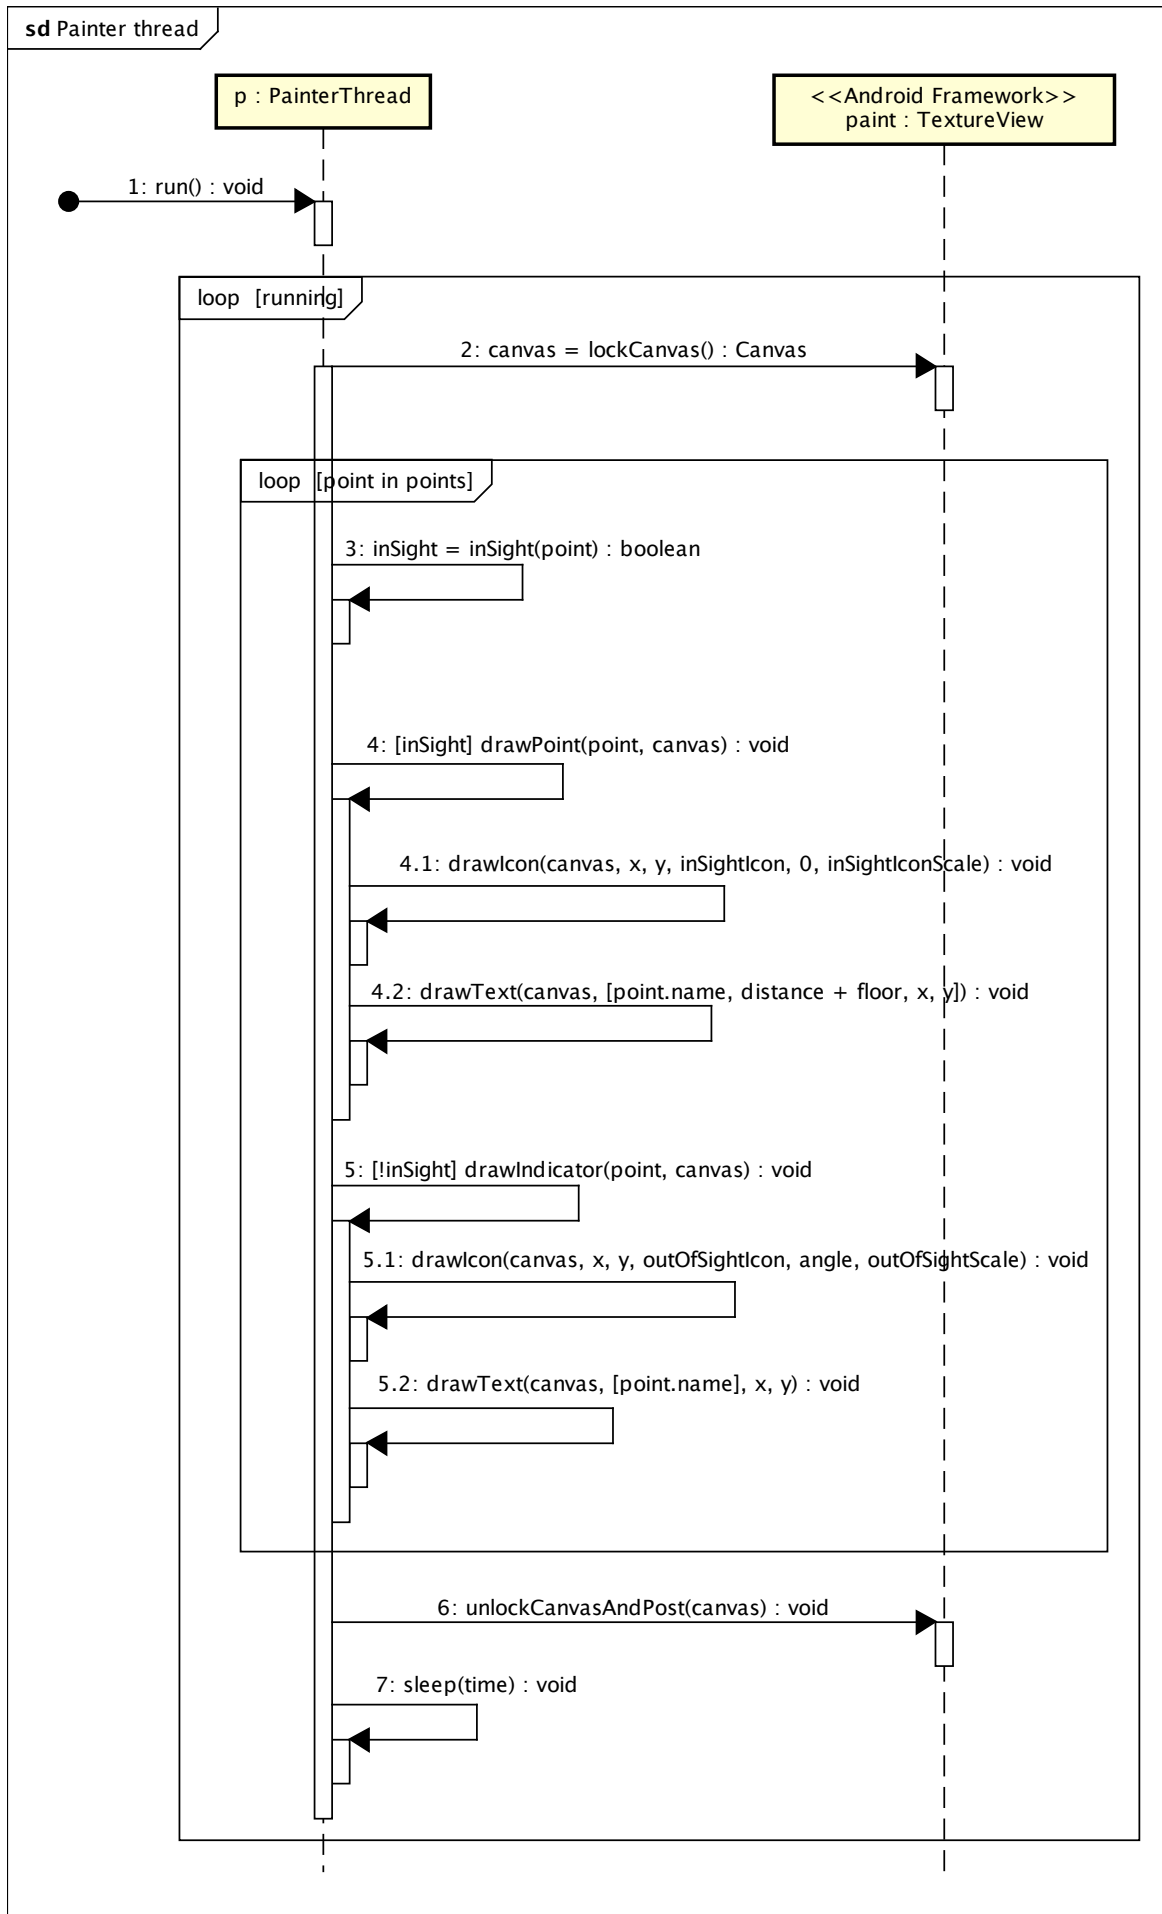 sd Painter thread
p : PainterThread
<<Android Framework>>
paint : TextureView
1: run() : void
loop [running]
2: canvas = lockCanvas() : Canvas
loop [point in points]
3: inSight = inSight(point) : boolean
4: [inSight] drawPoint(point, canvas) : void
4.1: drawIcon(canvas, x, y, inSightIcon, 0, inSightIconScale) : void
4.2: drawText(canvas, [point.name, distance + floor, x, y]) : void
5: [!inSight] drawIndicator(point, canvas) : void
5.1: drawIcon(canvas, x, y, outOfSightIcon, angle, outOfSightScale) : void
5.2: drawText(canvas, [point.name], x, y) : void
6: unlockCanvasAndPost(canvas) : void
7: sleep(time) : void